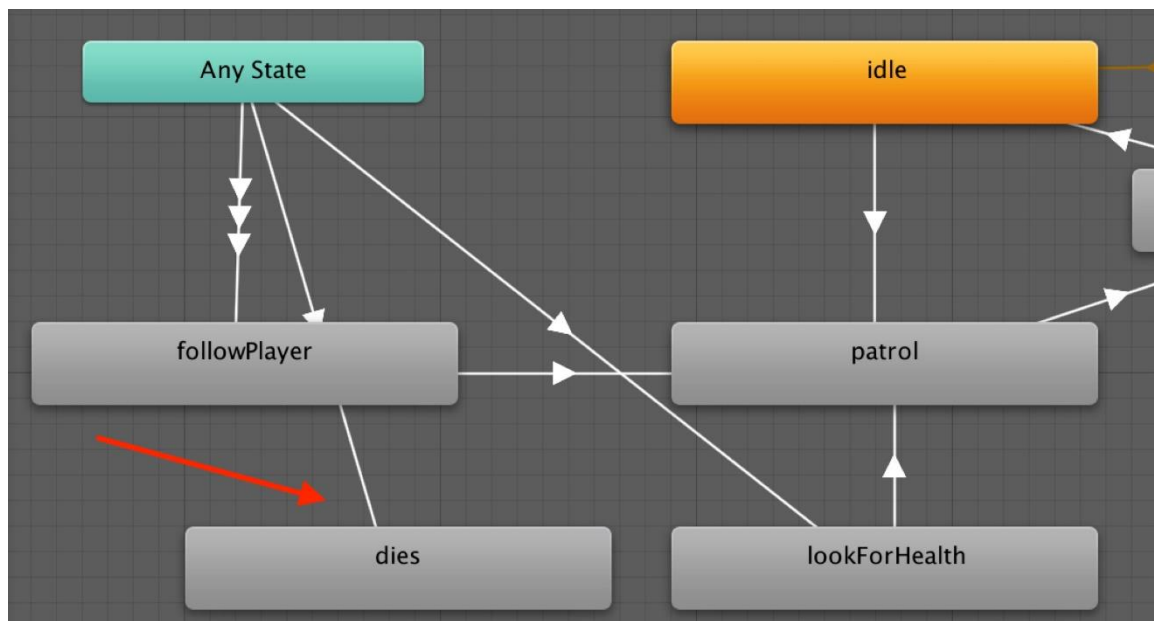 Any State
idle
followPlayer
patrol
dies
lookForHealth